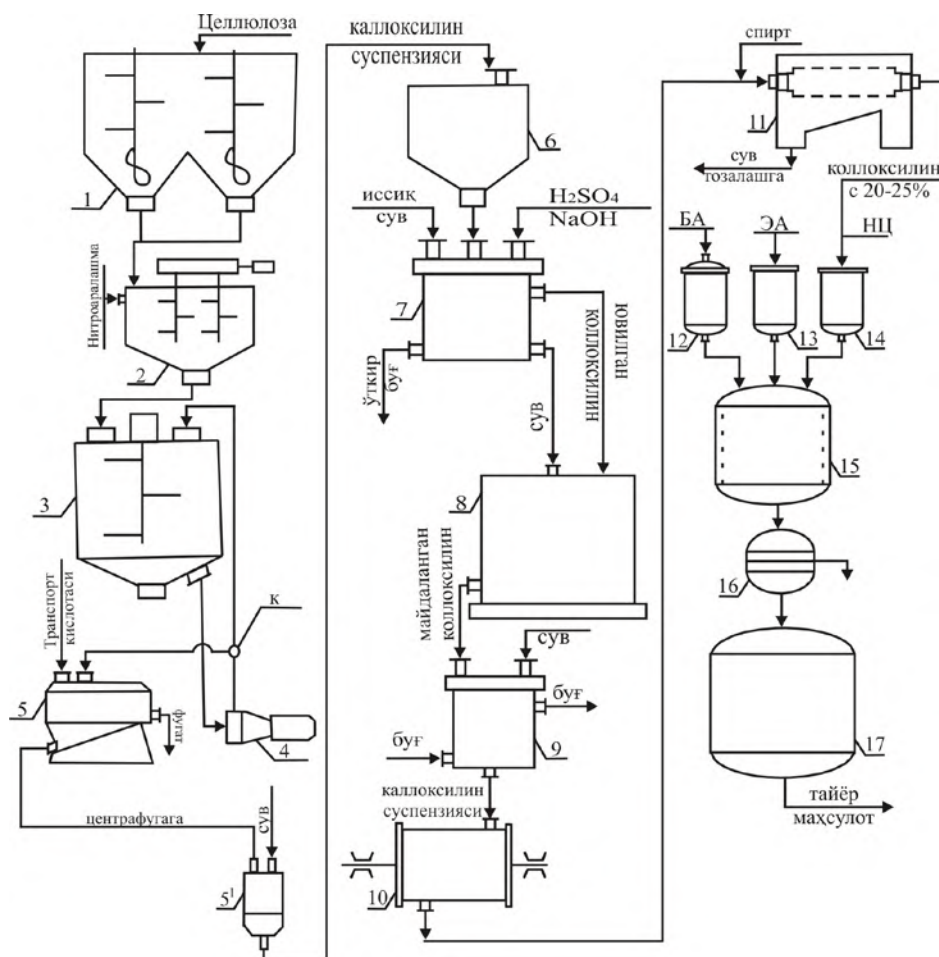 Целлюлоза
1
Нитроаралашма
2
3
Транспорт
кислотаси
к
5
фугат
4
центрафугага
сув
5¹
каллоксилин
суспензияси
6
иссиқ
сув
H₂SO₄
NaOH
7
ўткир
буғ
сув
ювилган
коллоксилин
8
майдаланган
коллоксилин
сув
буғ
буғ
9
каллоксилин
суспензияси
10
спирт
11
сув
тозалашга
коллоксилин
с 20-25%
БА
ЭА
НЦ
12
13
14
15
16
17
тайёр
маҳсулот